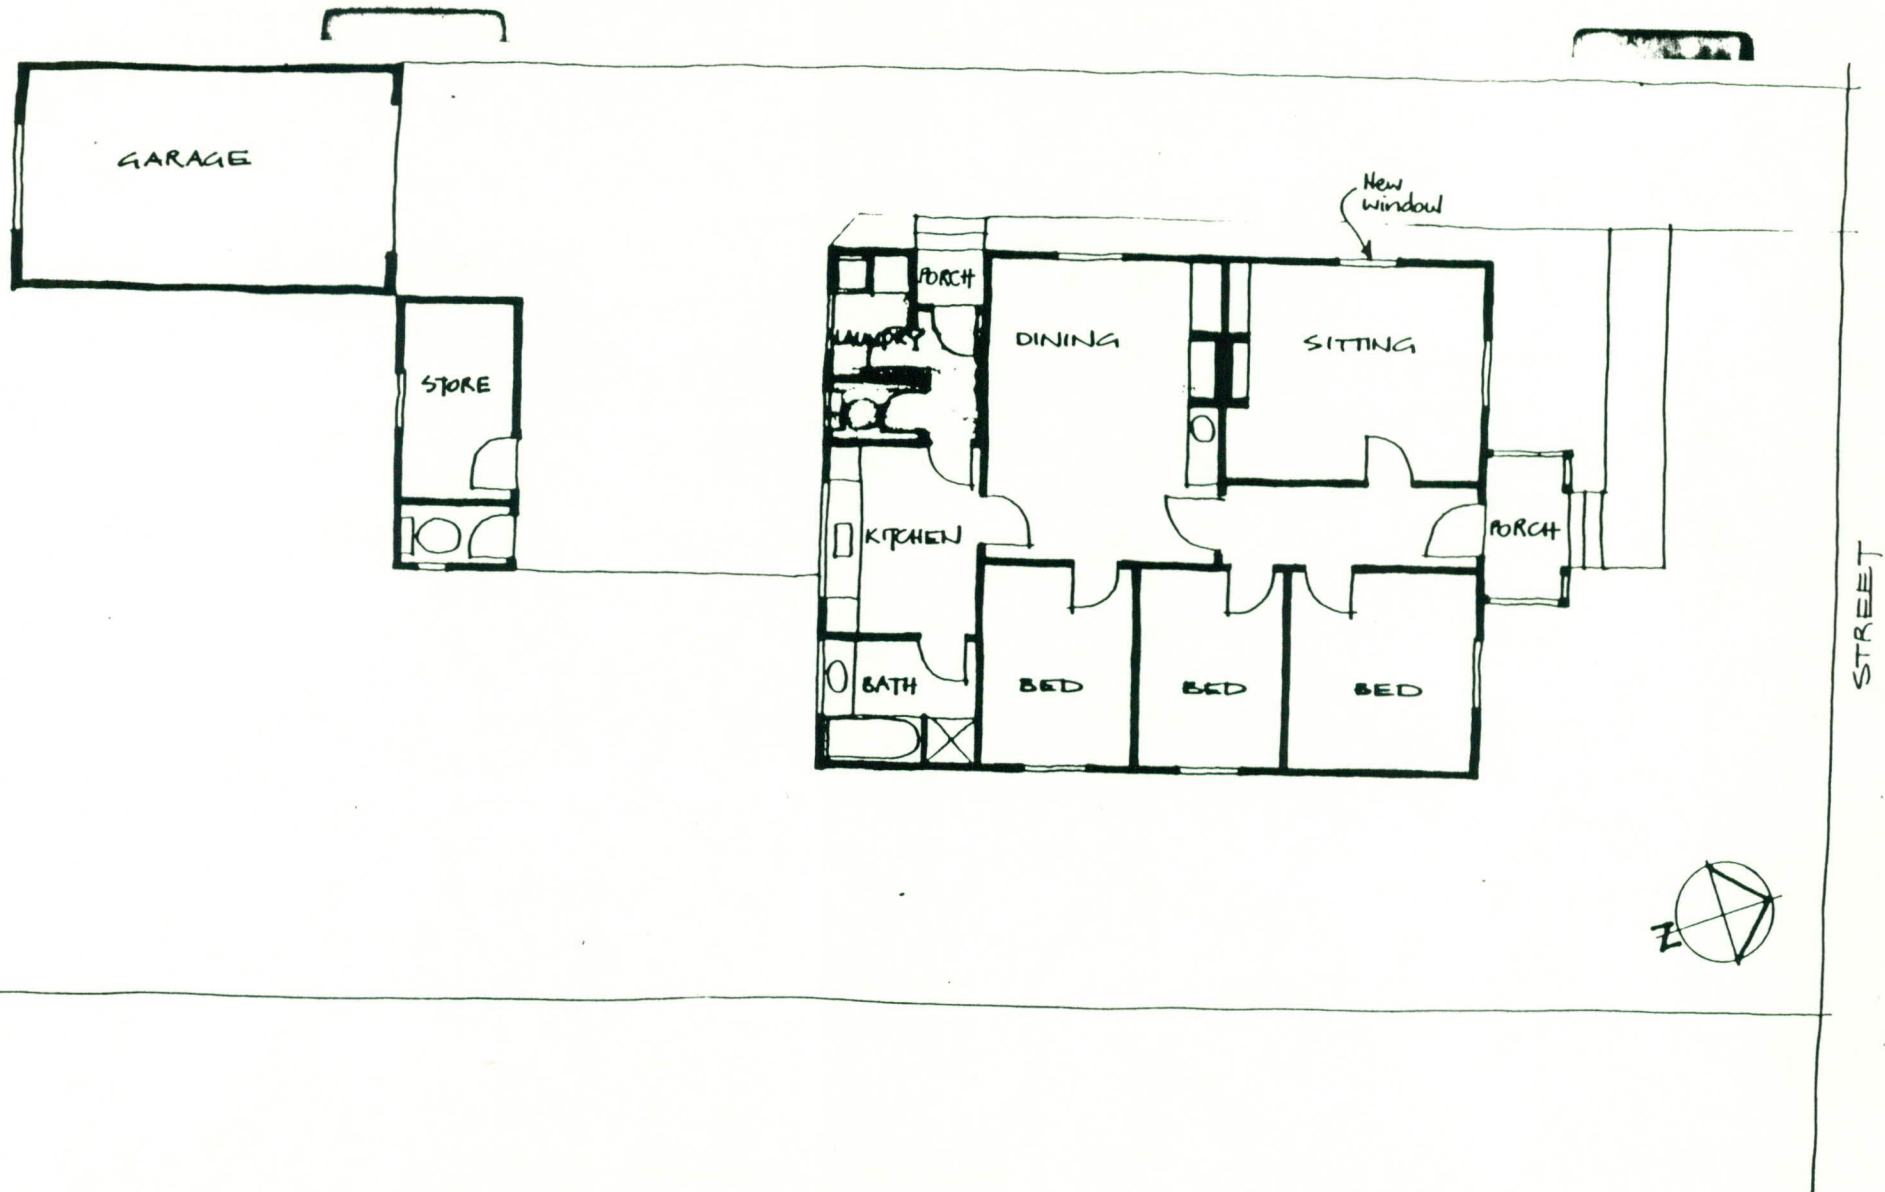 GARAGE
New
window
PORCH
LAUNDRY
DINING
SITTING
STORE
KITCHEN
PORCH
BATH
BED
BED
BED
STREET
N